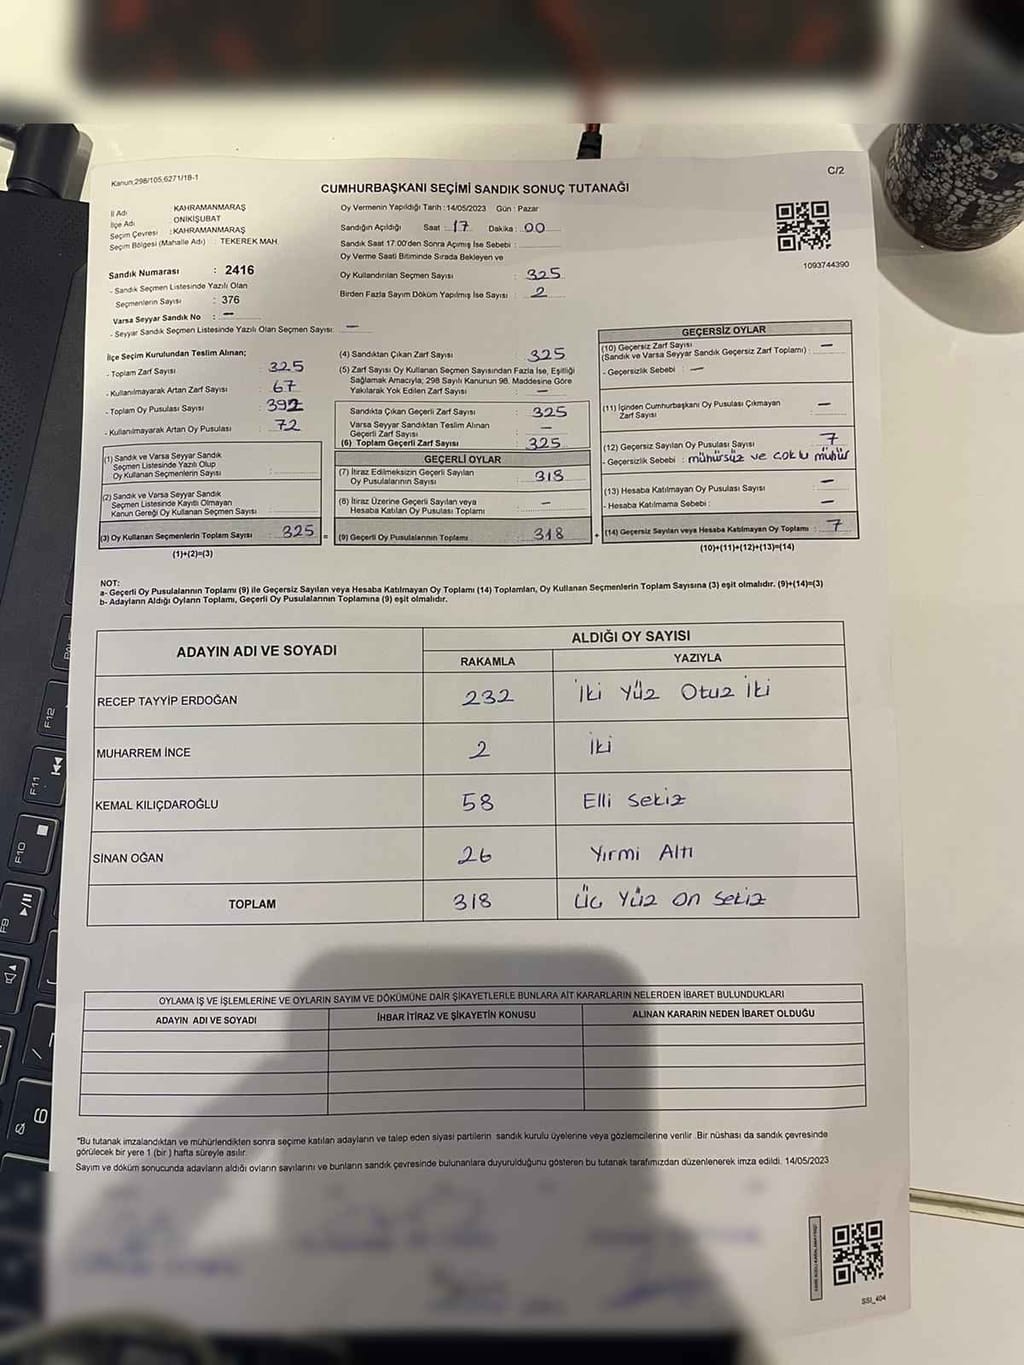 Kanun;298/105,6271/18-1
C/2
CUMHURBAŞKANI SEÇİMİ SANDIK SONUÇ TUTANAĞI
İl Adı KAHRAMANMARAŞ
İlçe Adı ONİKİŞUBAT
Seçim Çevresi : KAHRAMANMARAŞ
Seçim Bölgesi (Mahalle Adı) : TEKEREK MAH.
Oy Vermenin Yapıldığı Tarih : 14/05/2023 Gün : Pazar
Sandığın Açıldığı Saat : 17 Dakika : 00
Sandık Saat 17.00'den Sonra Açımış İse Sebebi :
Oy Verme Saati Bitiminde Sırada Bekleyen ve
Oy Kullandırılan Seçmen Sayısı : 325
Birden Fazla Sayım Döküm Yapılmış İse Sayısı : 2
1093744390
Sandık Numarası : 2416
- Sandık Seçmen Listesinde Yazılı Olan
Seçmenlerin Sayısı : 376
Varsa Seyyar Sandık No : —
- Seyyar Sandık Seçmen Listesinde Yazılı Olan Seçmen Sayısı: —
İlçe Seçim Kurulundan Teslim Alınan;
- Toplam Zarf Sayısı : 325
- Kullanılmayarak Artan Zarf Sayısı : 67
- Toplam Oy Pusulası Sayısı : 392
- Kullanılmayarak Artan Oy Pusulası : 72
(1) Sandık ve Varsa Seyyar Sandık
Seçmen Listesinde Yazılı Olup
Oy Kullanan Seçmenlerin Sayısı :
(2) Sandık ve Varsa Seyyar Sandık
Seçmen Listesinde Kayıtlı Olmayan
Kanun Gereği Oy Kullanan Seçmen Sayısı :
(3) Oy Kullanan Seçmenlerin Toplam Sayısı : 325 =
(1)+(2)=(3)
(4) Sandıktan Çıkan Zarf Sayısı : 325
(5) Zarf Sayısı Oy Kullanan Seçmen Sayısından Fazla İse, Eşitliği
Sağlamak Amacıyla, 298 Sayılı Kanunun 98. Maddesine Göre
Yakılarak Yok Edilen Zarf Sayısı : —
Sandıkta Çıkan Geçerli Zarf Sayısı : 325
Varsa Seyyar Sandıktan Teslim Alınan
Geçerli Zarf Sayısı : —
(6) Toplam Geçerli Zarf Sayısı : 325
GEÇERLİ OYLAR
(7) İtiraz Edilmeksizin Geçerli Sayılan
Oy Pusulalarının Sayısı : 318
(8) İtiraz Üzerine Geçerli Sayılan veya
Hesaba Katılan Oy Pusulası Toplamı : —
(9) Geçerli Oy Pusulalarının Toplamı : 318 +
GEÇERSİZ OYLAR
(10) Geçersiz Zarf Sayısı
(Sandık ve Varsa Seyyar Sandık Geçersiz Zarf Toplamı) : —
- Geçersizlik Sebebi : —
(11) İçinden Cumhurbaşkanı Oy Pusulası Çıkmayan
Zarf Sayısı : —
(12) Geçersiz Sayılan Oy Pusulası Sayısı : 7
- Geçersizlik Sebebi : mühürsüz ve çoklu mühür
(13) Hesaba Katılmayan Oy Pusulası Sayısı : —
- Hesaba Katılmama Sebebi : —
(14) Geçersiz Sayılan veya Hesaba Katılmayan Oy Toplamı : 7
(10)+(11)+(12)+(13)=(14)
NOT:
a- Geçerli Oy Pusulalarının Toplamı (9) ile Geçersiz Sayılan veya Hesaba Katılmayan Oy Toplamı (14) Toplamları, Oy Kullanan Seçmenlerin Toplam Sayısına (3) eşit olmalıdır. (9)+(14)=(3)
b- Adayların Aldığı Oyların Toplamı, Geçerli Oy Pusulalarının Toplamına (9) eşit olmalıdır.
ADAYIN ADI VE SOYADI
ALDIĞI OY SAYISI
RAKAMLA YAZIYLA
RECEP TAYYİP ERDOĞAN 232 İki Yüz Otuz İki
MUHARREM İNCE 2 İki
KEMAL KILIÇDAROĞLU 58 Elli Sekiz
SİNAN OĞAN 26 Yırmi Altı
TOPLAM 318 Üç Yüz On Sekiz
OYLAMA İŞ VE İŞLEMLERİNE VE OYLARIN SAYIM VE DÖKÜMÜNE DAİR ŞİKAYETLERLE BUNLARA AİT KARARLARIN NELERDEN İBARET BULUNDUKLARI
ADAYIN ADI VE SOYADI İHBAR İTİRAZ VE ŞİKAYETİN KONUSU ALINAN KARARIN NEDEN İBARET OLDUĞU
"Bu tutanak imzalandıktan ve mühürlendikten sonra seçime katılan adayların ve talep eden siyasi partilerin sandık kurulu üyelerine veya gözlemcilerine verilir. Bir nüshası da sandık çevresinde
görülecek bir yere 1 (bir) hafta süreyle asılır.
Sayım ve döküm sonucunda adayların aldığı oyların sayılarını ve bunların sandık çevresinde bulunanlara duyurulduğunu gösteren bu tutanak tarafımızdan düzenlenerek imza edildi. 14/05/2023
SSI_404
F12
F11
F10
F9
6